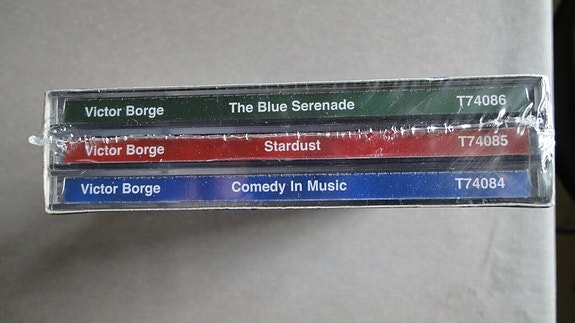 Victor Borge The Blue Serenade T74086
Victor Borge Stardust T74085
Victor Borge Comedy In Music T74084